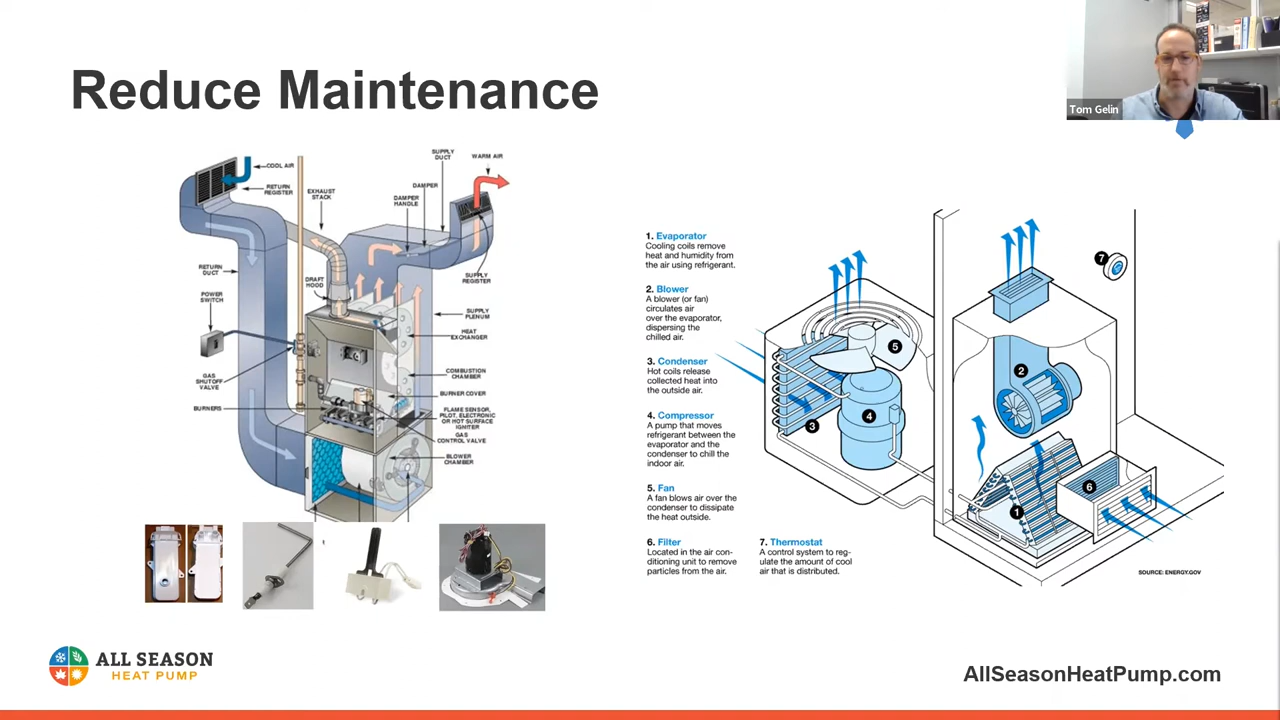 Reduce Maintenance
Tom Gelin
COOL AIR
RETURN
REGISTER
EXHAUST
STACK
SUPPLY
DUCT
WARM AIR
DAMPER
DAMPER
HANDLE
RETURN
DUCT
POWER
SWITCH
DRAFT
HOOD
SUPPLY
REGISTER
SUPPLY
PLENUM
HEAT
EXCHANGER
GAS
SHUTOFF
VALVE
COMBUSTION
CHAMBER
BURNER COVER
BURNERS
FLAME SENSOR,
PILOT, ELECTRONIC
OR HOT SURFACE
IGNITER
GAS
CONTROL VALVE
BLOWER
CHAMBER
1. Evaporator
Cooling coils remove
heat and humidity from
the air using refrigerant.
2. Blower
A blower (or fan)
circulates air
over the evaporator,
dispersing the
chilled air.
3. Condenser
Hot coils release
collected heat into
the outside air.
4. Compressor
A pump that moves
refrigerant between the
evaporator and the
condenser to chill the
indoor air.
5. Fan
A fan blows air over the
condenser to dissipate
the heat outside.
6. Filter
Located in the air con-
ditioning unit to remove
particles from the air.
7. Thermostat
A control system to reg-
ulate the amount of cool
air that is distributed.
7
5
2
3
4
6
1
SOURCE: ENERGY.GOV
ALL SEASON
HEAT PUMP
AllSeasonHeatPump.com